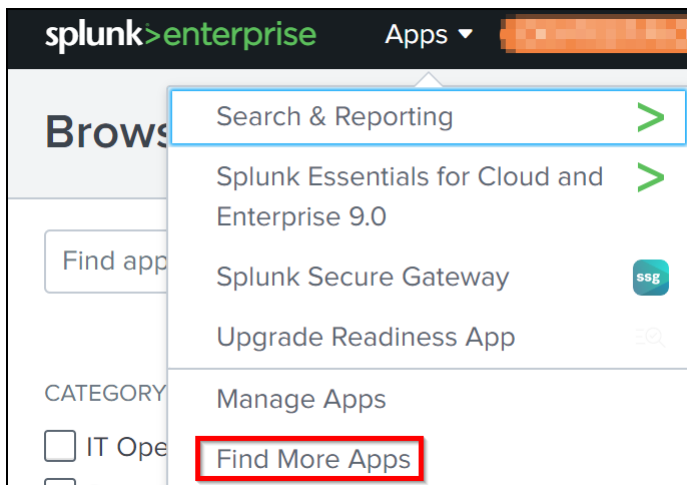 splunk>enterprise Apps
Brows
Search & Reporting >
Splunk Essentials for Cloud and >
Enterprise 9.0
Find app
Splunk Secure Gateway ssg
Upgrade Readiness App
CATEGORY
Manage Apps
IT Ope
Find More Apps